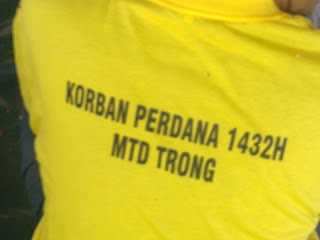 KORBAN PERDANA 1432H
MTD TRONG